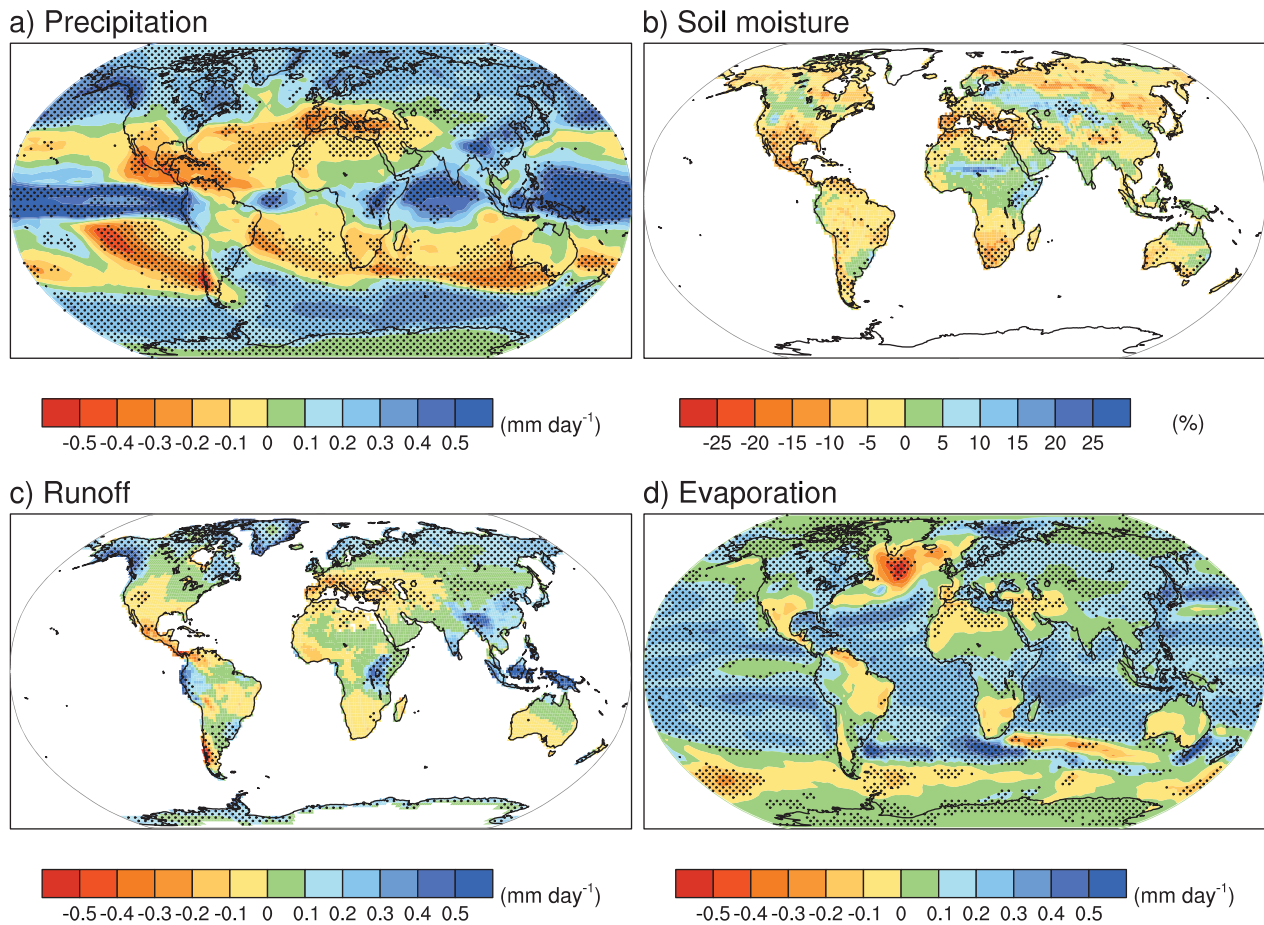 a) Precipitation
b) Soil moisture
-0.5 -0.4 -0.3 -0.2 -0.1 0 0.1 0.2 0.3 0.4 0.5 (mm day⁻¹)
-25 -20 -15 -10 -5 0 5 10 15 20 25 (%)
c) Runoff
d) Evaporation
-0.5 -0.4 -0.3 -0.2 -0.1 0 0.1 0.2 0.3 0.4 0.5 (mm day⁻¹)
-0.5 -0.4 -0.3 -0.2 -0.1 0 0.1 0.2 0.3 0.4 0.5 (mm day⁻¹)